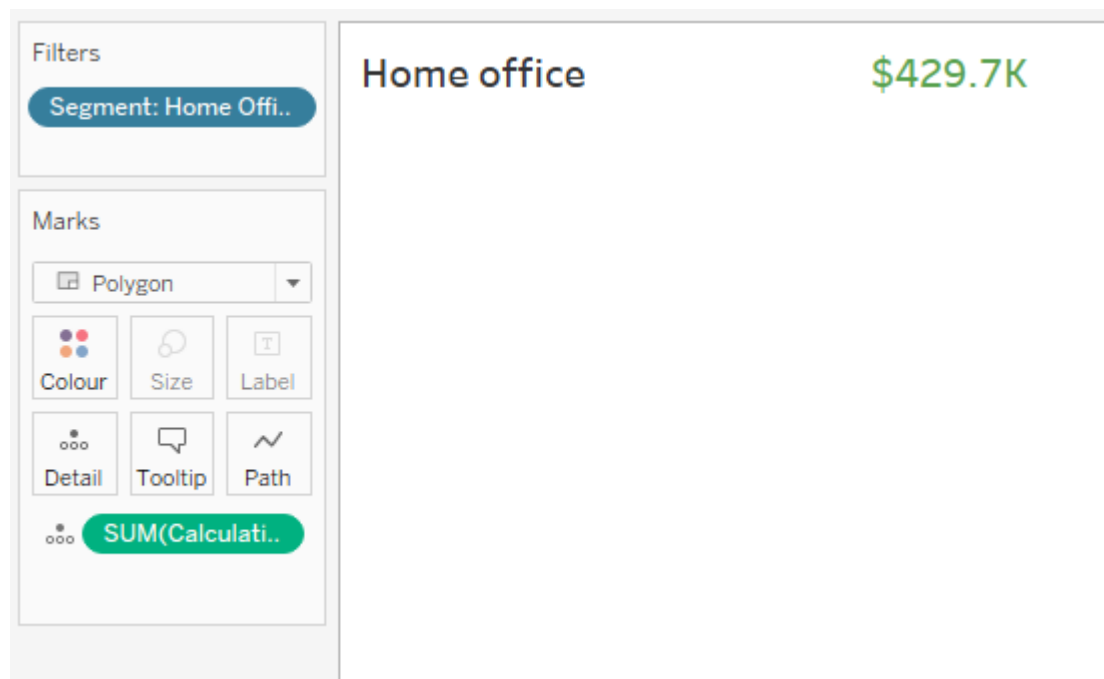 Filters
Segment: Home Offi..
Marks
Polygon
Colour Size Label
Detail Tooltip Path
SUM(Calculati..
Home office $429.7K